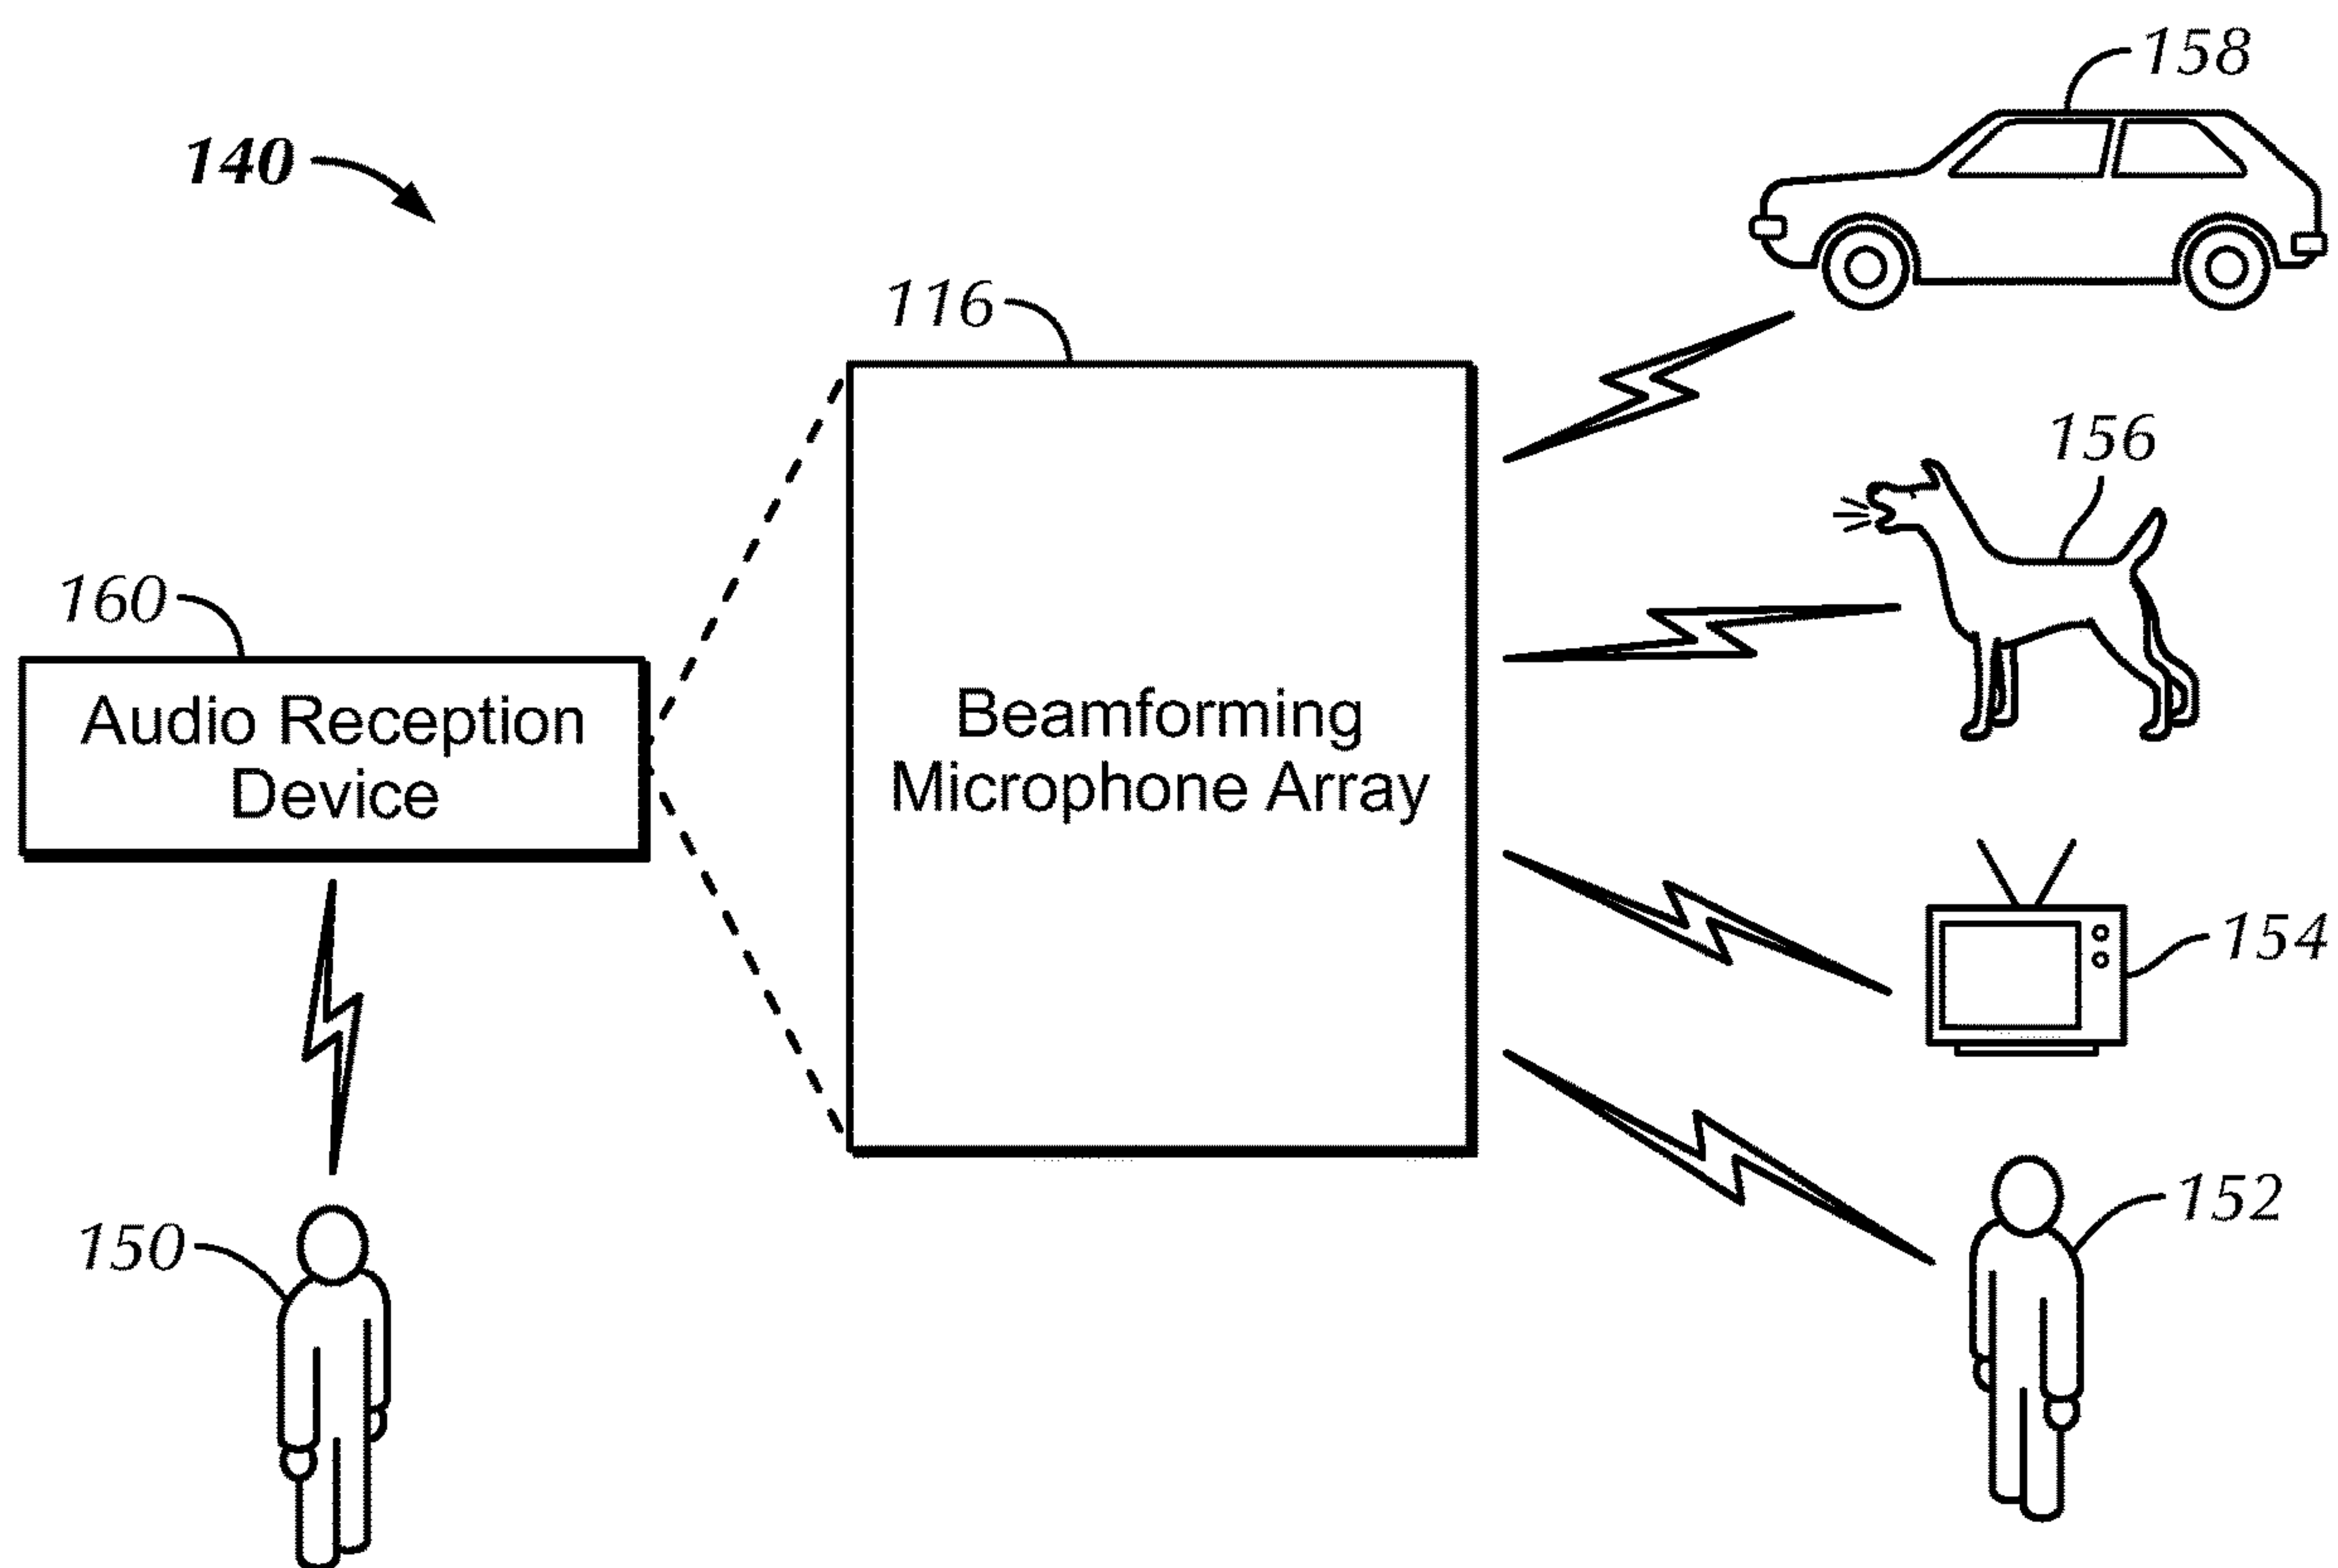 158
140
116
156
160
Audio Reception
Device
Beamforming
Microphone Array
154
152
150